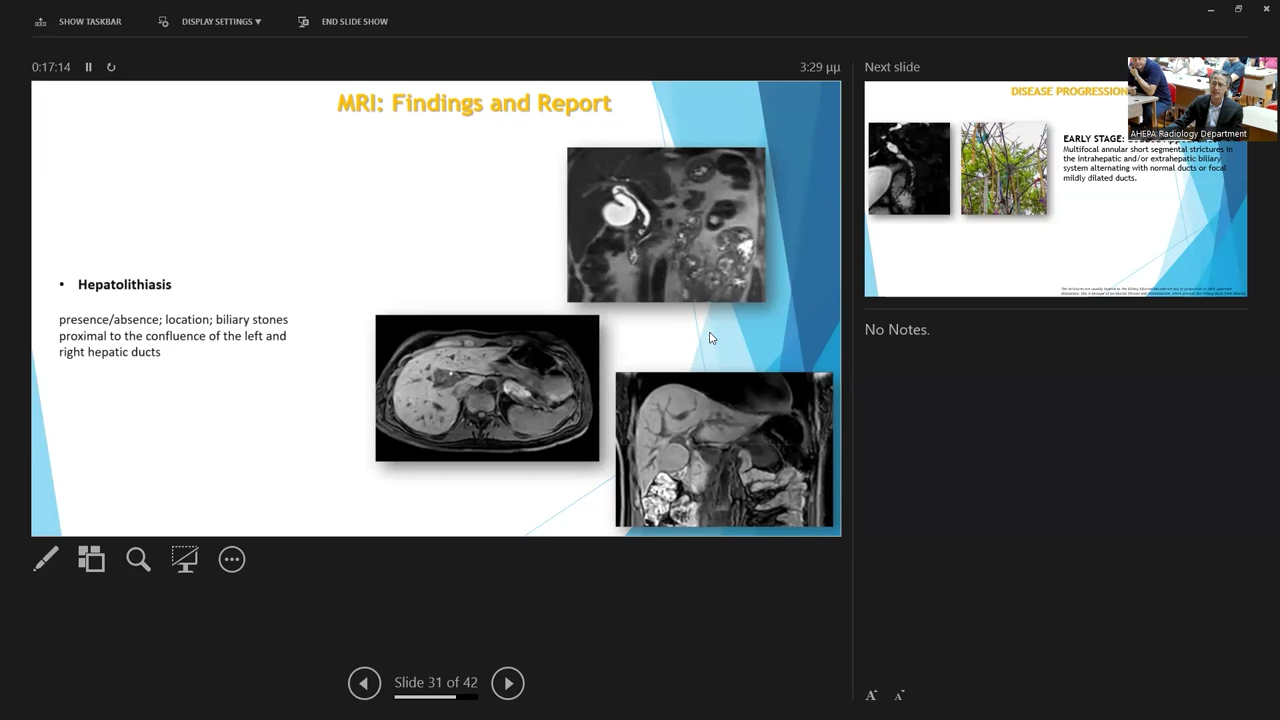 SHOW TASKBAR
DISPLAY SETTINGS ▼
END SLIDE SHOW
0:17:14
3:29 μμ
MRI: Findings and Report
• Hepatolithiasis
presence/absence; location; biliary stones
proximal to the confluence of the left and
right hepatic ducts
Slide 31 of 42
Next slide
DISEASE PROGRESSION
AHEPA Radiology Department
EARLY STAGE:
Multifocal annular short segmental strictures in
the intrahepatic and/or extrahepatic biliary
system alternating with normal ducts or focal
mildly dilated ducts.
No Notes.
A A